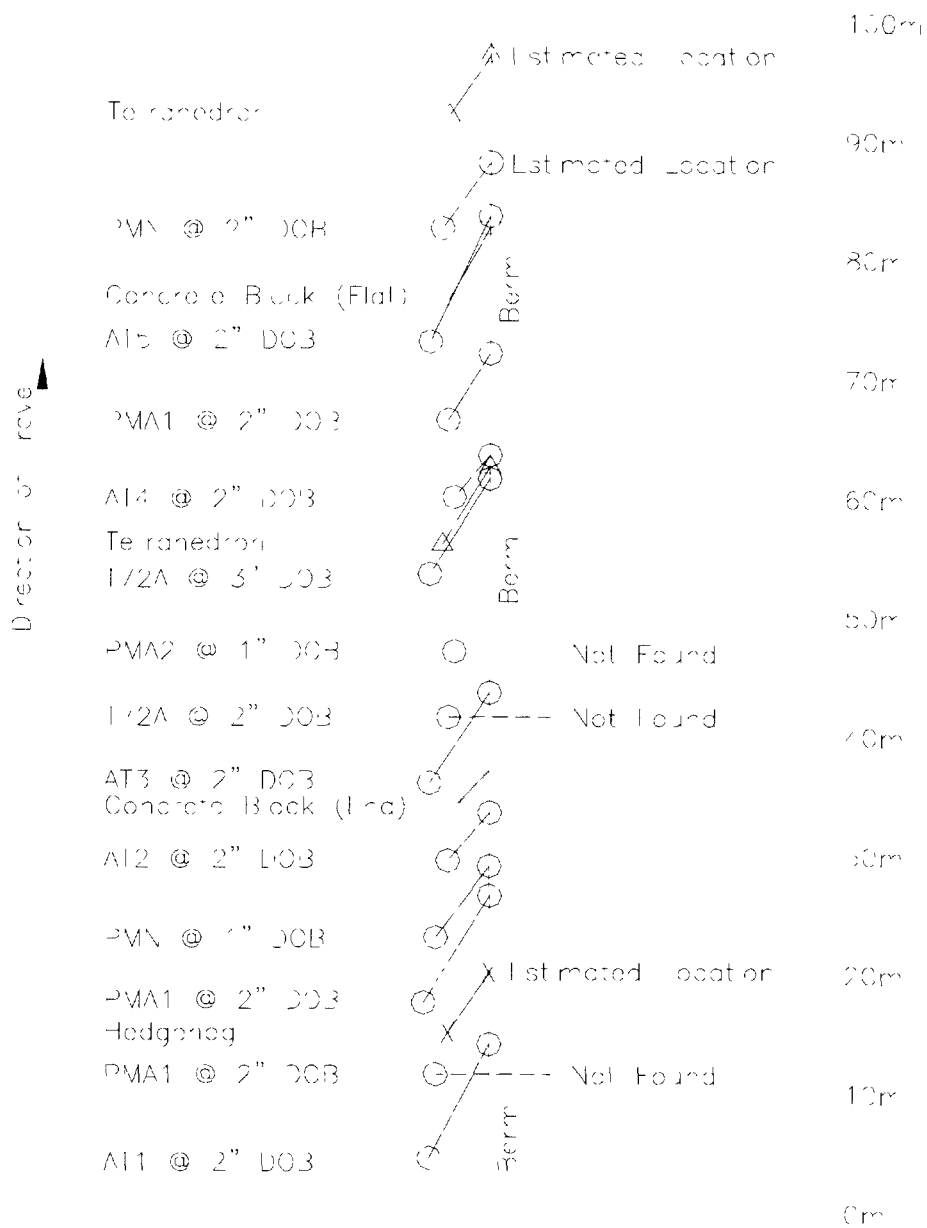 100m
Estimated Location
Tetrahedron
90m
Estimated Location
PMN @ 2" DOB
80m
Berm
Concrete Block (Flat)
AT5 @ 2" DOB
70m
Direction of Travel
PMA1 @ 2" DOB
AT4 @ 2" DOB
60m
Tetrahedron
Berm
T72A @ 3" DOB
50m
PMA2 @ 1" DOB
Not Found
T72A @ 2" DOB
Not Found
40m
AT3 @ 2" DOB
Concrete Block (End)
AT2 @ 2" DOB
30m
PMN @ 1" DOB
Estimated Location
20m
PMA1 @ 2" DOB
Hedgehog
PMA1 @ 2" DOB
Not Found
10m
Berm
AT1 @ 2" DOB
0m